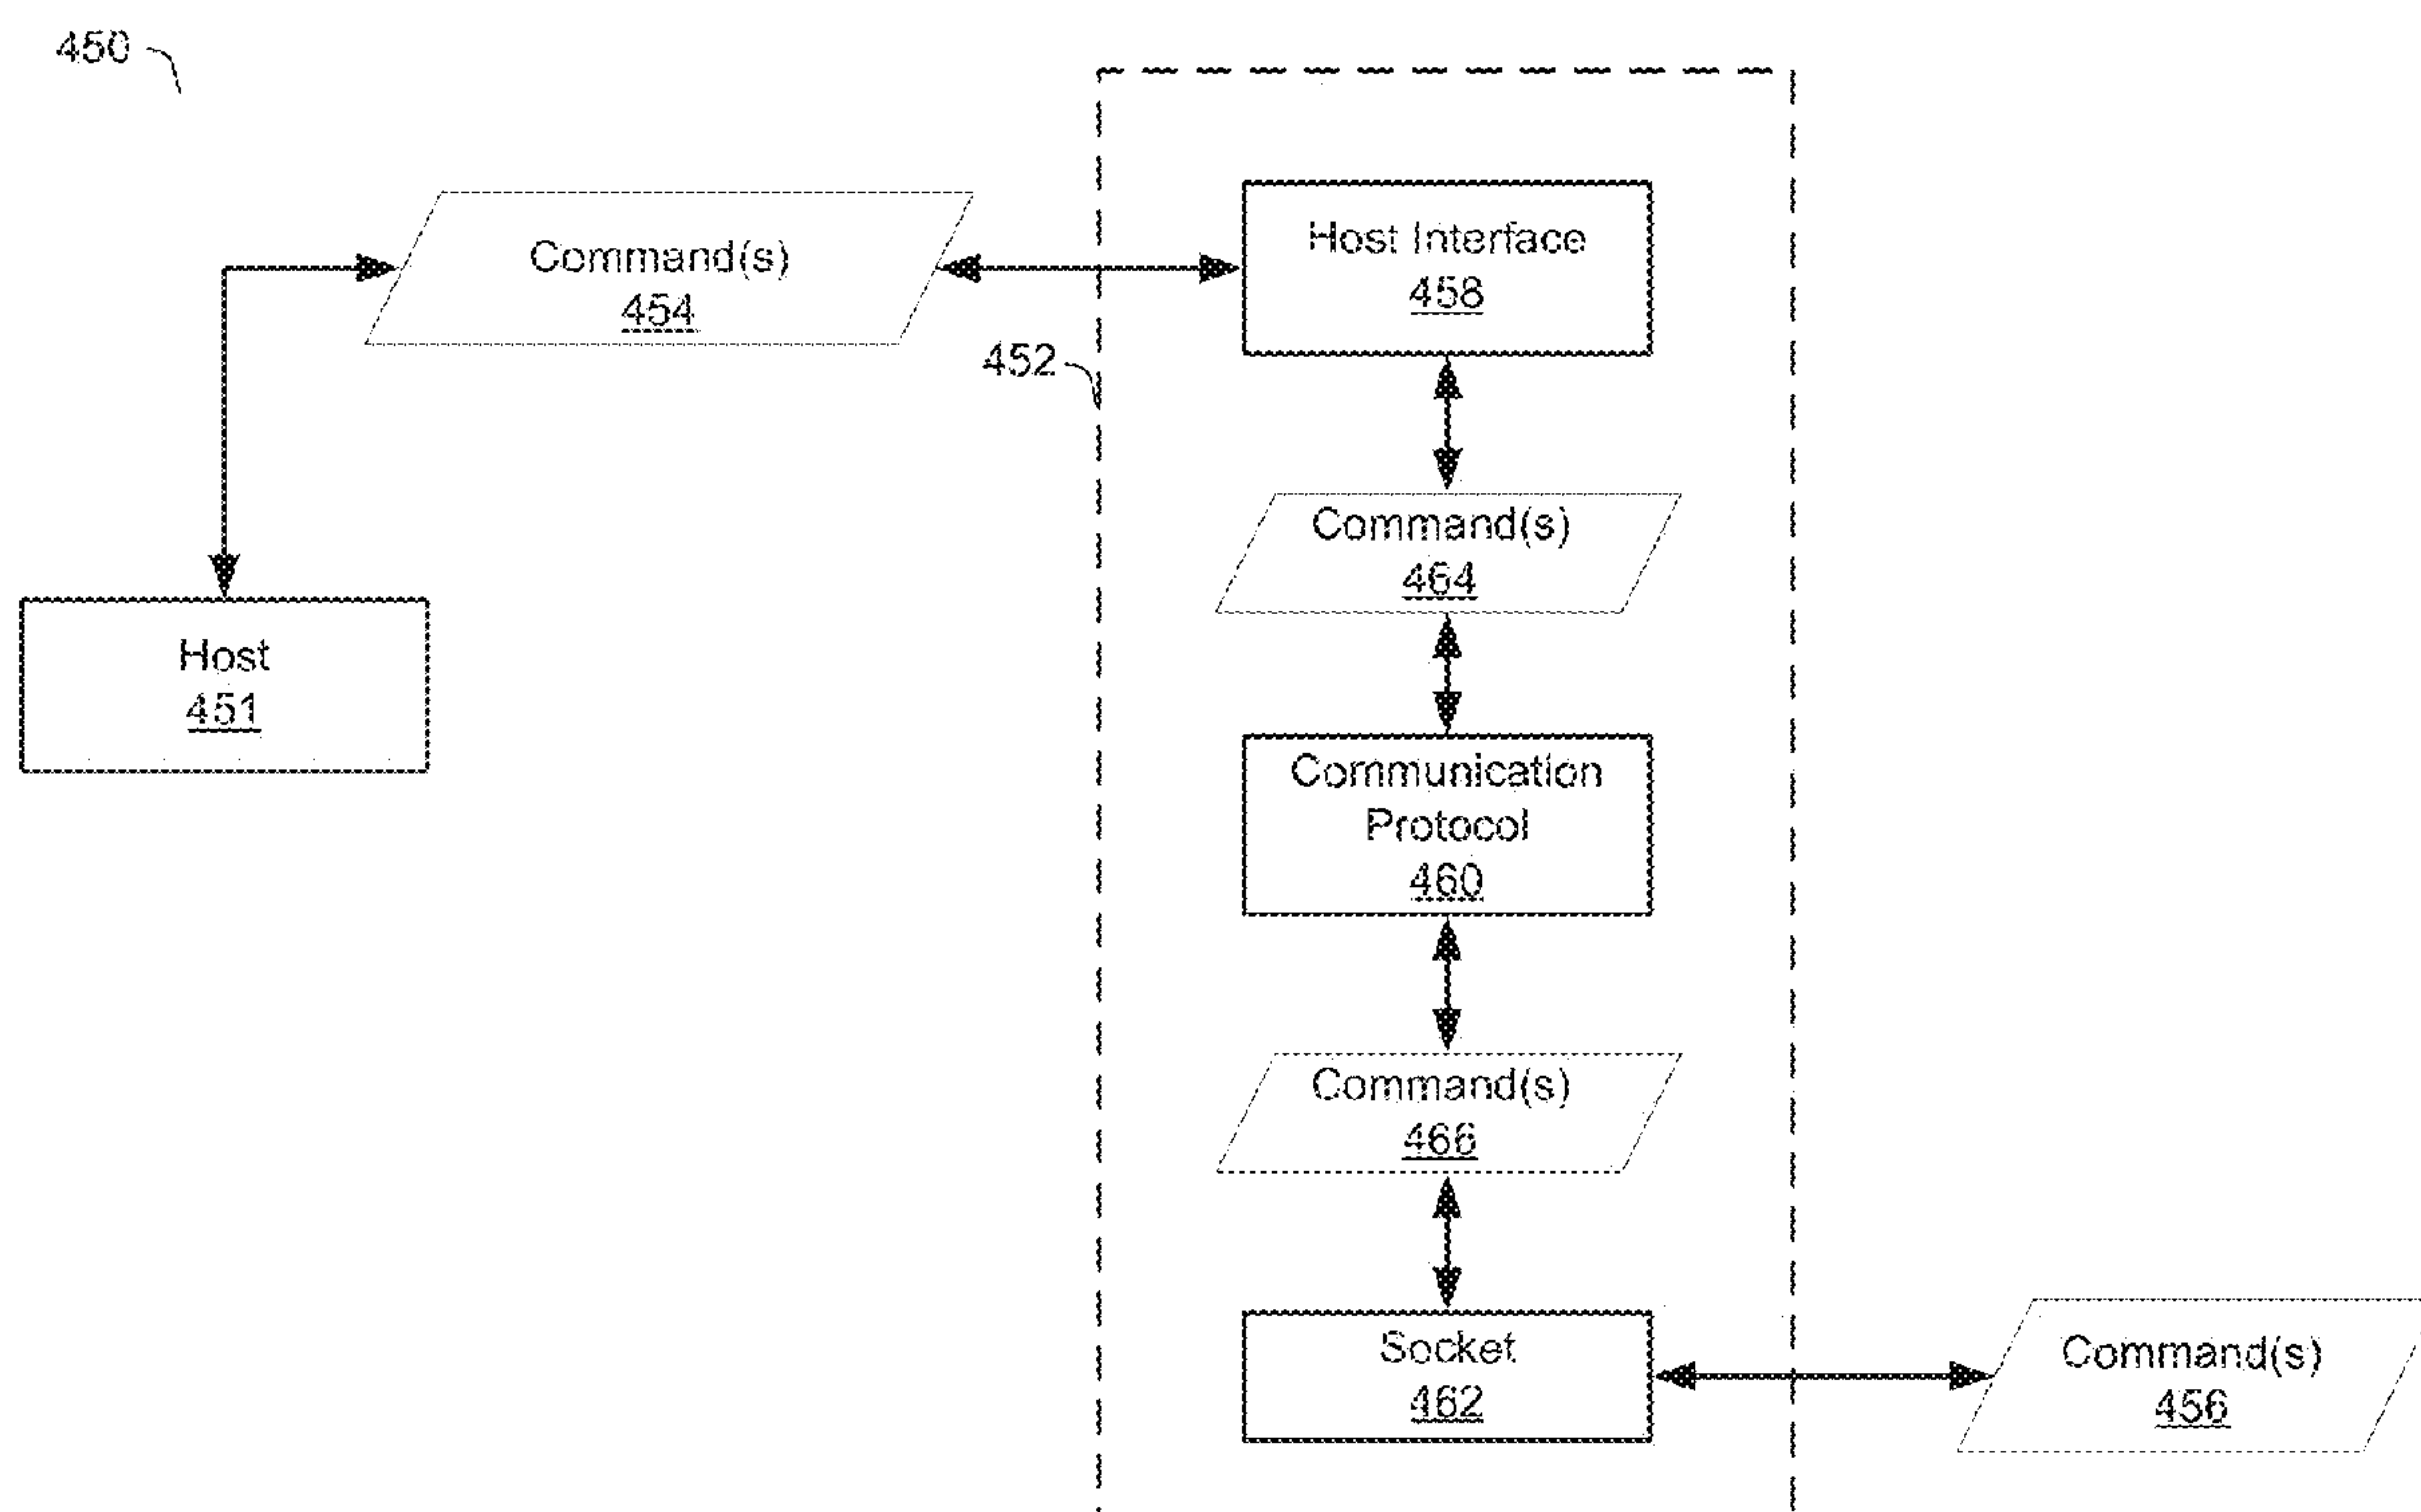 450
Command(s)
454
Host Interface
458
452
Command(s)
464
Host
451
Communication
Protocol
460
Command(s)
466
Socket
462
Command(s)
456